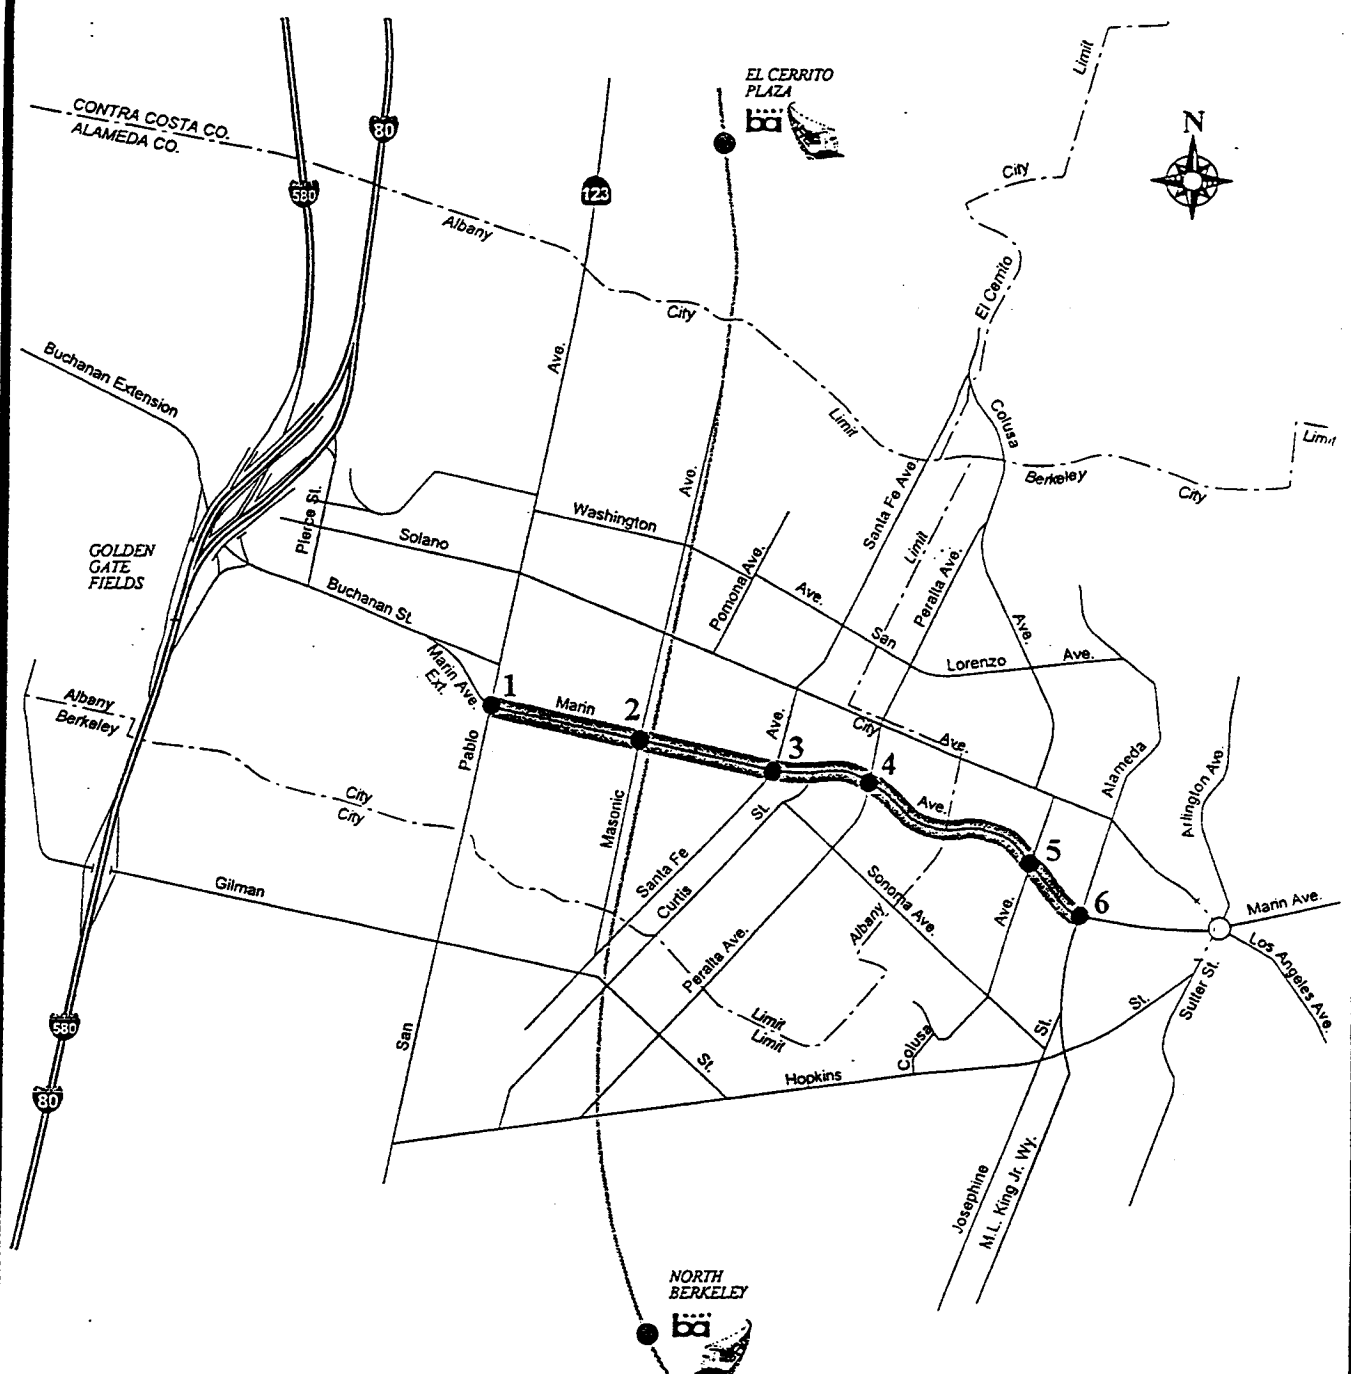 EL CERRITO
PLAZA
ba
Limit
CONTRA COSTA CO.
ALAMEDA CO.
80
580
123
N
City
Albany
El Cerrito
City
Ave.
Buchanan Extension
Limit
Colusa
Limit
Berkeley
City
Santa Fe Ave.
Ave.
Pierce St.
Washington
Solano
Limit
Peralta Ave.
Pomona Ave.
GOLDEN
GATE
FIELDS
Buchanan St.
Ave.
San
Lorenzo
Ave.
Ave.
Marin Ave.
Ext.
1
Marin
2
Albany
Berkeley
Pablo
Ave.
3
City
Ave.
4
Alameda
Arlington Ave.
City
City
Masonic
St.
Ave.
5
Santa Fe
Curtis
Sonoma Ave.
Gilman
Ave.
6
Marin Ave.
Albany
Peralta Ave.
Los Angeles Ave.
Sutter St.
St.
Limit
Limit
St.
580
San
St.
Colusa
Hopkins
80
Josephine
M.L. King Jr. Wy.
NORTH
BERKELEY
ba